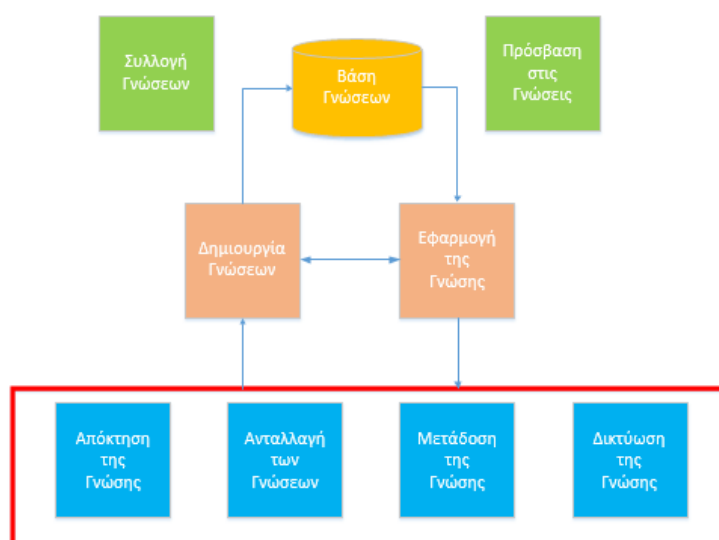 Συλλογή
Γνώσεων
Βάση
Γνώσεων
Πρόσβαση
στις
Γνώσεις
Δημιουργία
Γνώσεων
Εφαρμογή
της
Γνώσης
Απόκτηση
της
Γνώσης
Ανταλλαγή
των
Γνώσεων
Μετάδοση
της
Γνώσης
Δικτύωση
της
Γνώσης